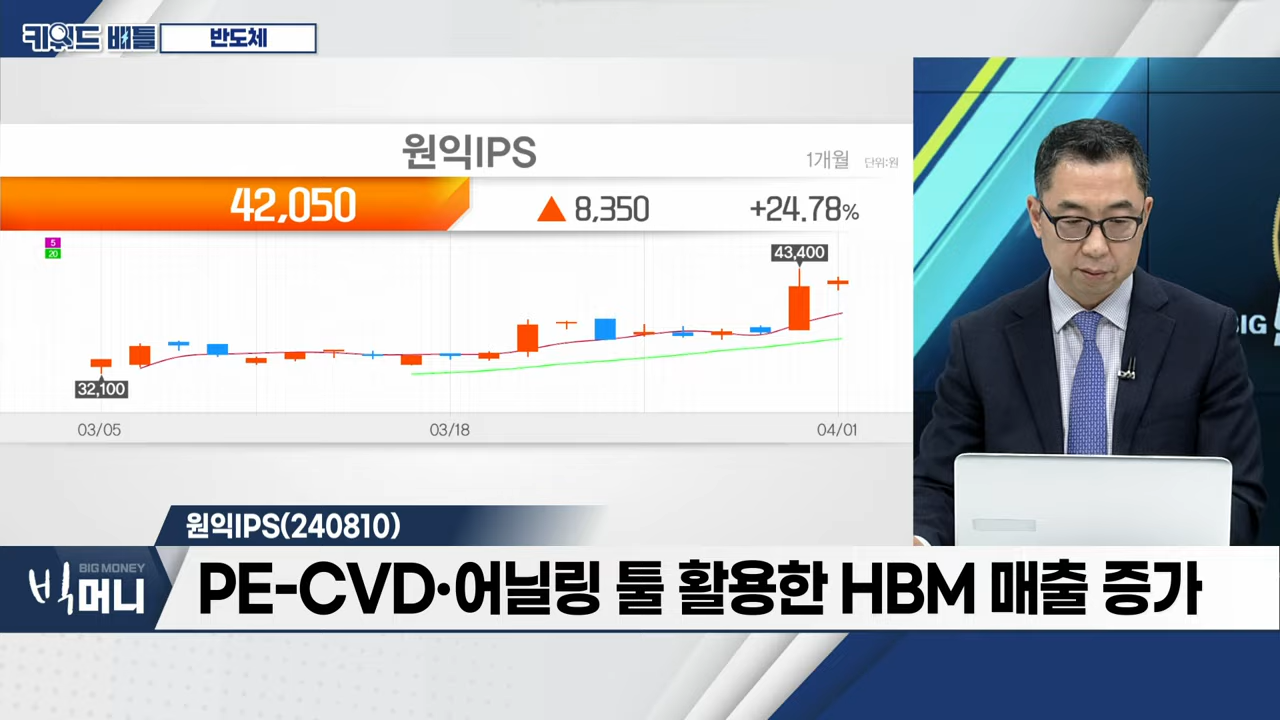 키워드 배틀
반도체
원익IPS
1개월 단위:원
42,050 ▲ 8,350 +24.78%
5
20
43,400
32,100
03/05 03/18 04/01
BIG
원익IPS(240810)
BIG MONEY
빅머니
PE-CVD·어닐링 툴 활용한 HBM 매출 증가